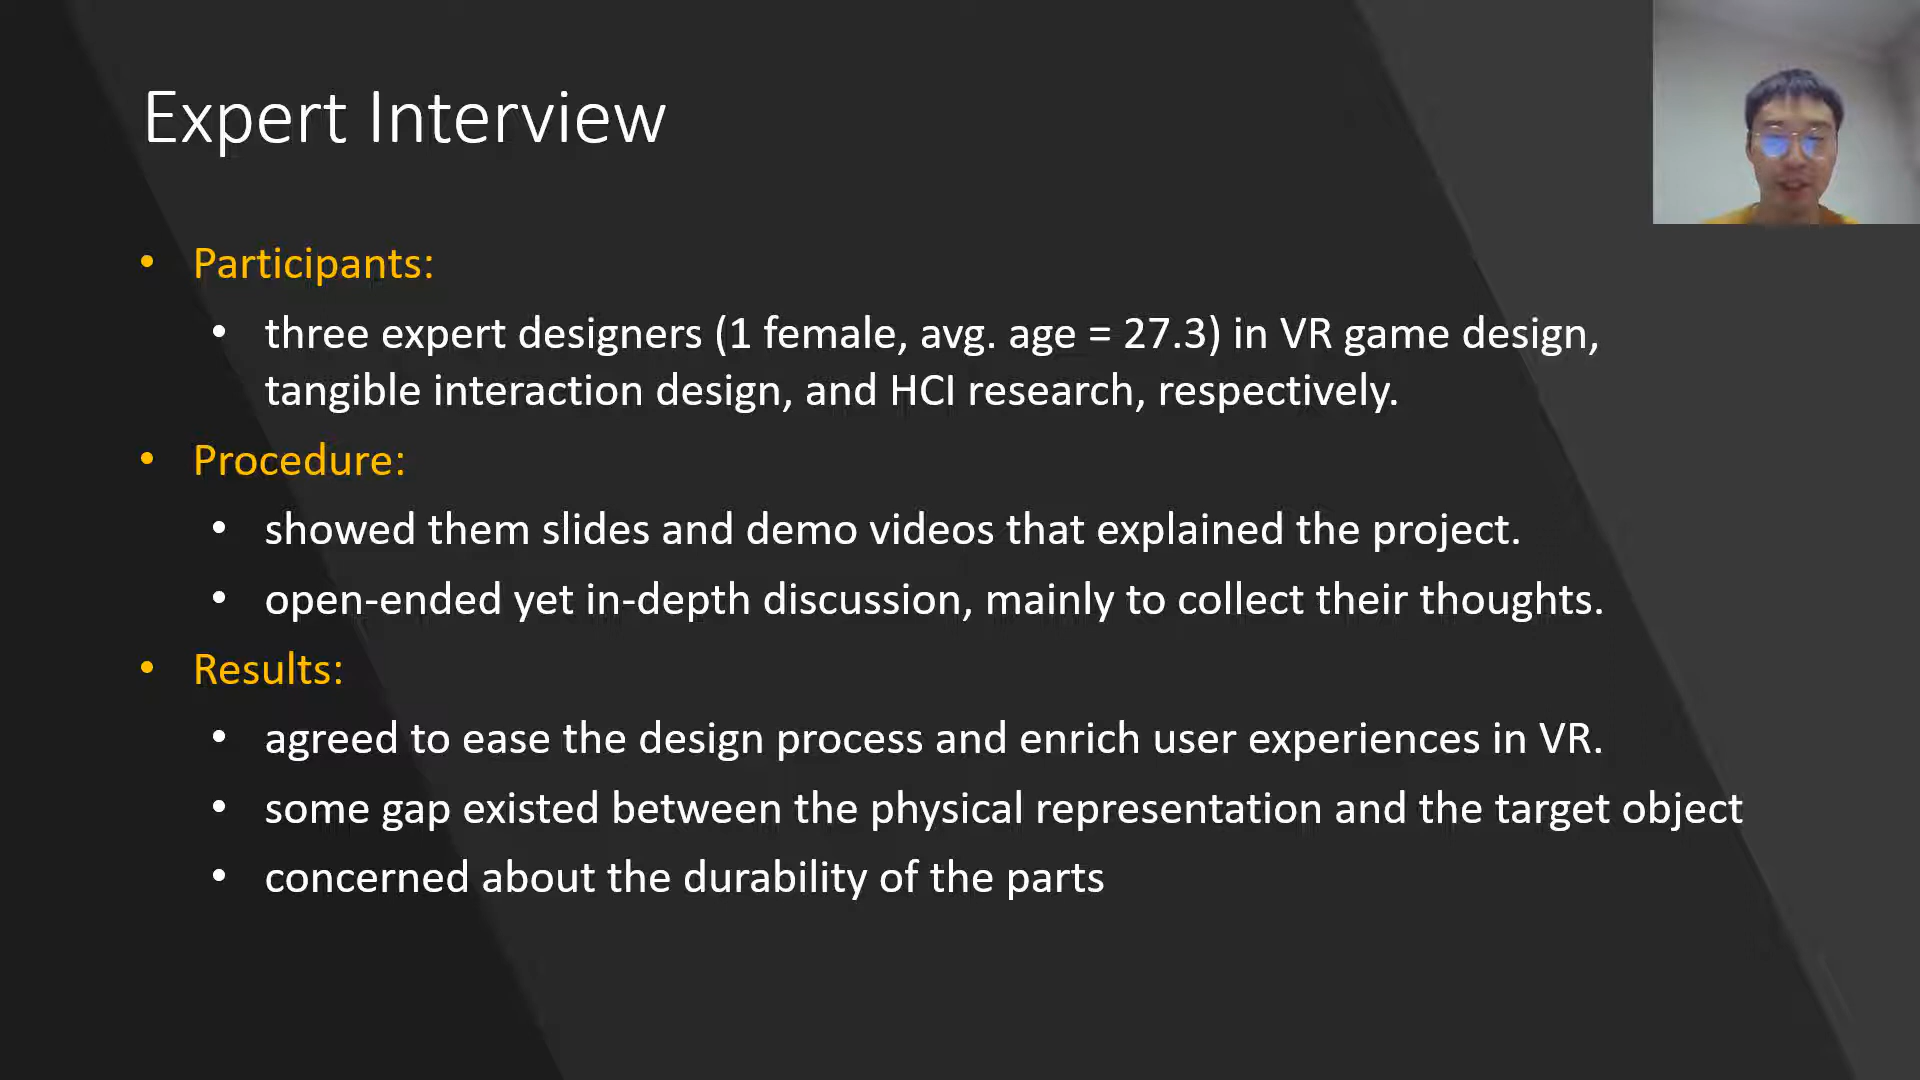 Expert Interview
• Participants:
• three expert designers (1 female, avg. age = 27.3) in VR game design,
tangible interaction design, and HCI research, respectively.
• Procedure:
• showed them slides and demo videos that explained the project.
• open-ended yet in-depth discussion, mainly to collect their thoughts.
• Results:
• agreed to ease the design process and enrich user experiences in VR.
• some gap existed between the physical representation and the target object
• concerned about the durability of the parts